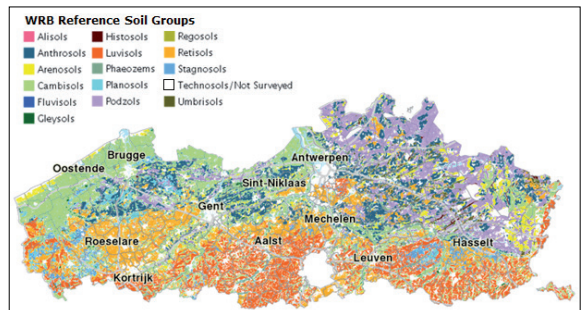 WRB Reference Soil Groups
Alisols
Anthrosols
Arenosols
Cambisols
Fluvisols
Gleysols
Histosols
Luvisols
Phaeozems
Planosols
Podzols
Regosols
Retisols
Stagnosols
Technosols/Not Surveyed
Umbrisols
Brugge
Oostende
Antwerpen
Sint-Niklaas
Gent
Mechelen
Roeselare
Aalst
Hasselt
Leuven
Kortrijk